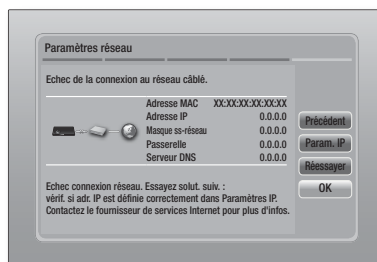 Paramètres réseau
Echec de la connexion au réseau câblé.
Adresse MAC XX:XX:XX:XX:XX:XX
Adresse IP 0.0.0.0
Masque ss-réseau 0.0.0.0
Passerelle 0.0.0.0
Serveur DNS 0.0.0.0
Précédent
Param. IP
Réessayer
OK
Echec connexion réseau. Essayez solut. suiv. :
vérif. si adr. IP est définie correctement dans Paramètres IP.
Contactez le fournisseur de services Internet pour plus d'infos.